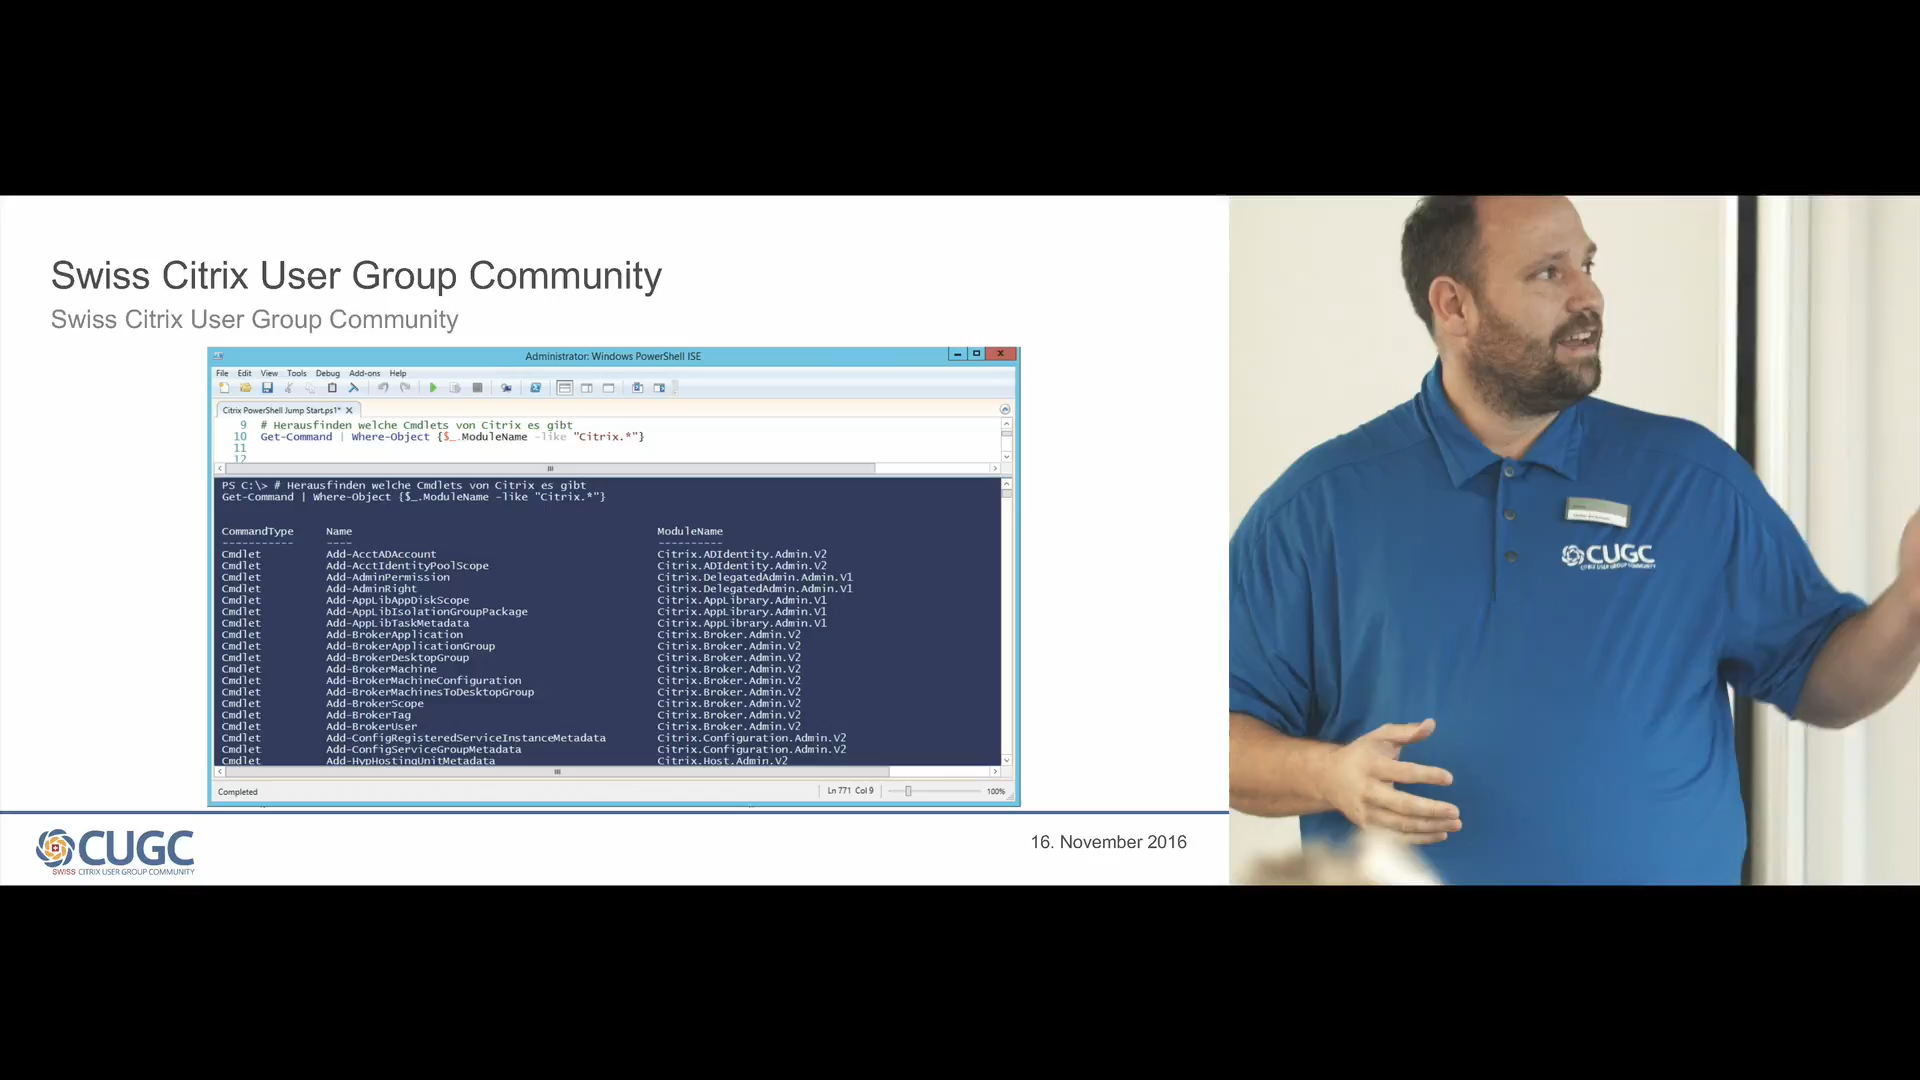 Swiss Citrix User Group Community
Swiss Citrix User Group Community
Administrator: Windows PowerShell ISE
File Edit View Tools Debug Add-ons Help
Citrix PowerShell Jump Start.ps1*
9 # Herausfinden welche Cmdlets von Citrix es gibt
10 Get-Command | Where-Object {$_.ModuleName -like "Citrix.*"}
11
12
PS C:\> # Herausfinden welche Cmdlets von Citrix es gibt
Get-Command | Where-Object {$_.ModuleName -like "Citrix.*"}
CommandType Name ModuleName
----------- ---- ----------
Cmdlet Add-AcctADAccount Citrix.ADIdentity.Admin.V2
Cmdlet Add-AcctIdentityPoolScope Citrix.ADIdentity.Admin.V2
Cmdlet Add-AdminPermission Citrix.DelegatedAdmin.Admin.V1
Cmdlet Add-AdminRight Citrix.DelegatedAdmin.Admin.V1
Cmdlet Add-AppLibAppDiskScope Citrix.AppLibrary.Admin.V1
Cmdlet Add-AppLibIsolationGroupPackage Citrix.AppLibrary.Admin.V1
Cmdlet Add-AppLibTaskMetadata Citrix.AppLibrary.Admin.V1
Cmdlet Add-BrokerApplication Citrix.Broker.Admin.V2
Cmdlet Add-BrokerApplicationGroup Citrix.Broker.Admin.V2
Cmdlet Add-BrokerDesktopGroup Citrix.Broker.Admin.V2
Cmdlet Add-BrokerMachine Citrix.Broker.Admin.V2
Cmdlet Add-BrokerMachineConfiguration Citrix.Broker.Admin.V2
Cmdlet Add-BrokerMachinesToDesktopGroup Citrix.Broker.Admin.V2
Cmdlet Add-BrokerScope Citrix.Broker.Admin.V2
Cmdlet Add-BrokerTag Citrix.Broker.Admin.V2
Cmdlet Add-BrokerUser Citrix.Broker.Admin.V2
Cmdlet Add-ConfigRegisteredServiceInstanceMetadata Citrix.Configuration.Admin.V2
Cmdlet Add-ConfigServiceGroupMetadata Citrix.Configuration.Admin.V2
Cmdlet Add-HypHostingUnitMetadata Citrix.Host.Admin.V2
Completed Ln 771 Col 9 100%
CUGC
SWISS CITRIX USER GROUP COMMUNITY
16. November 2016
CUGC
CITRIX USER GROUP COMMUNITY